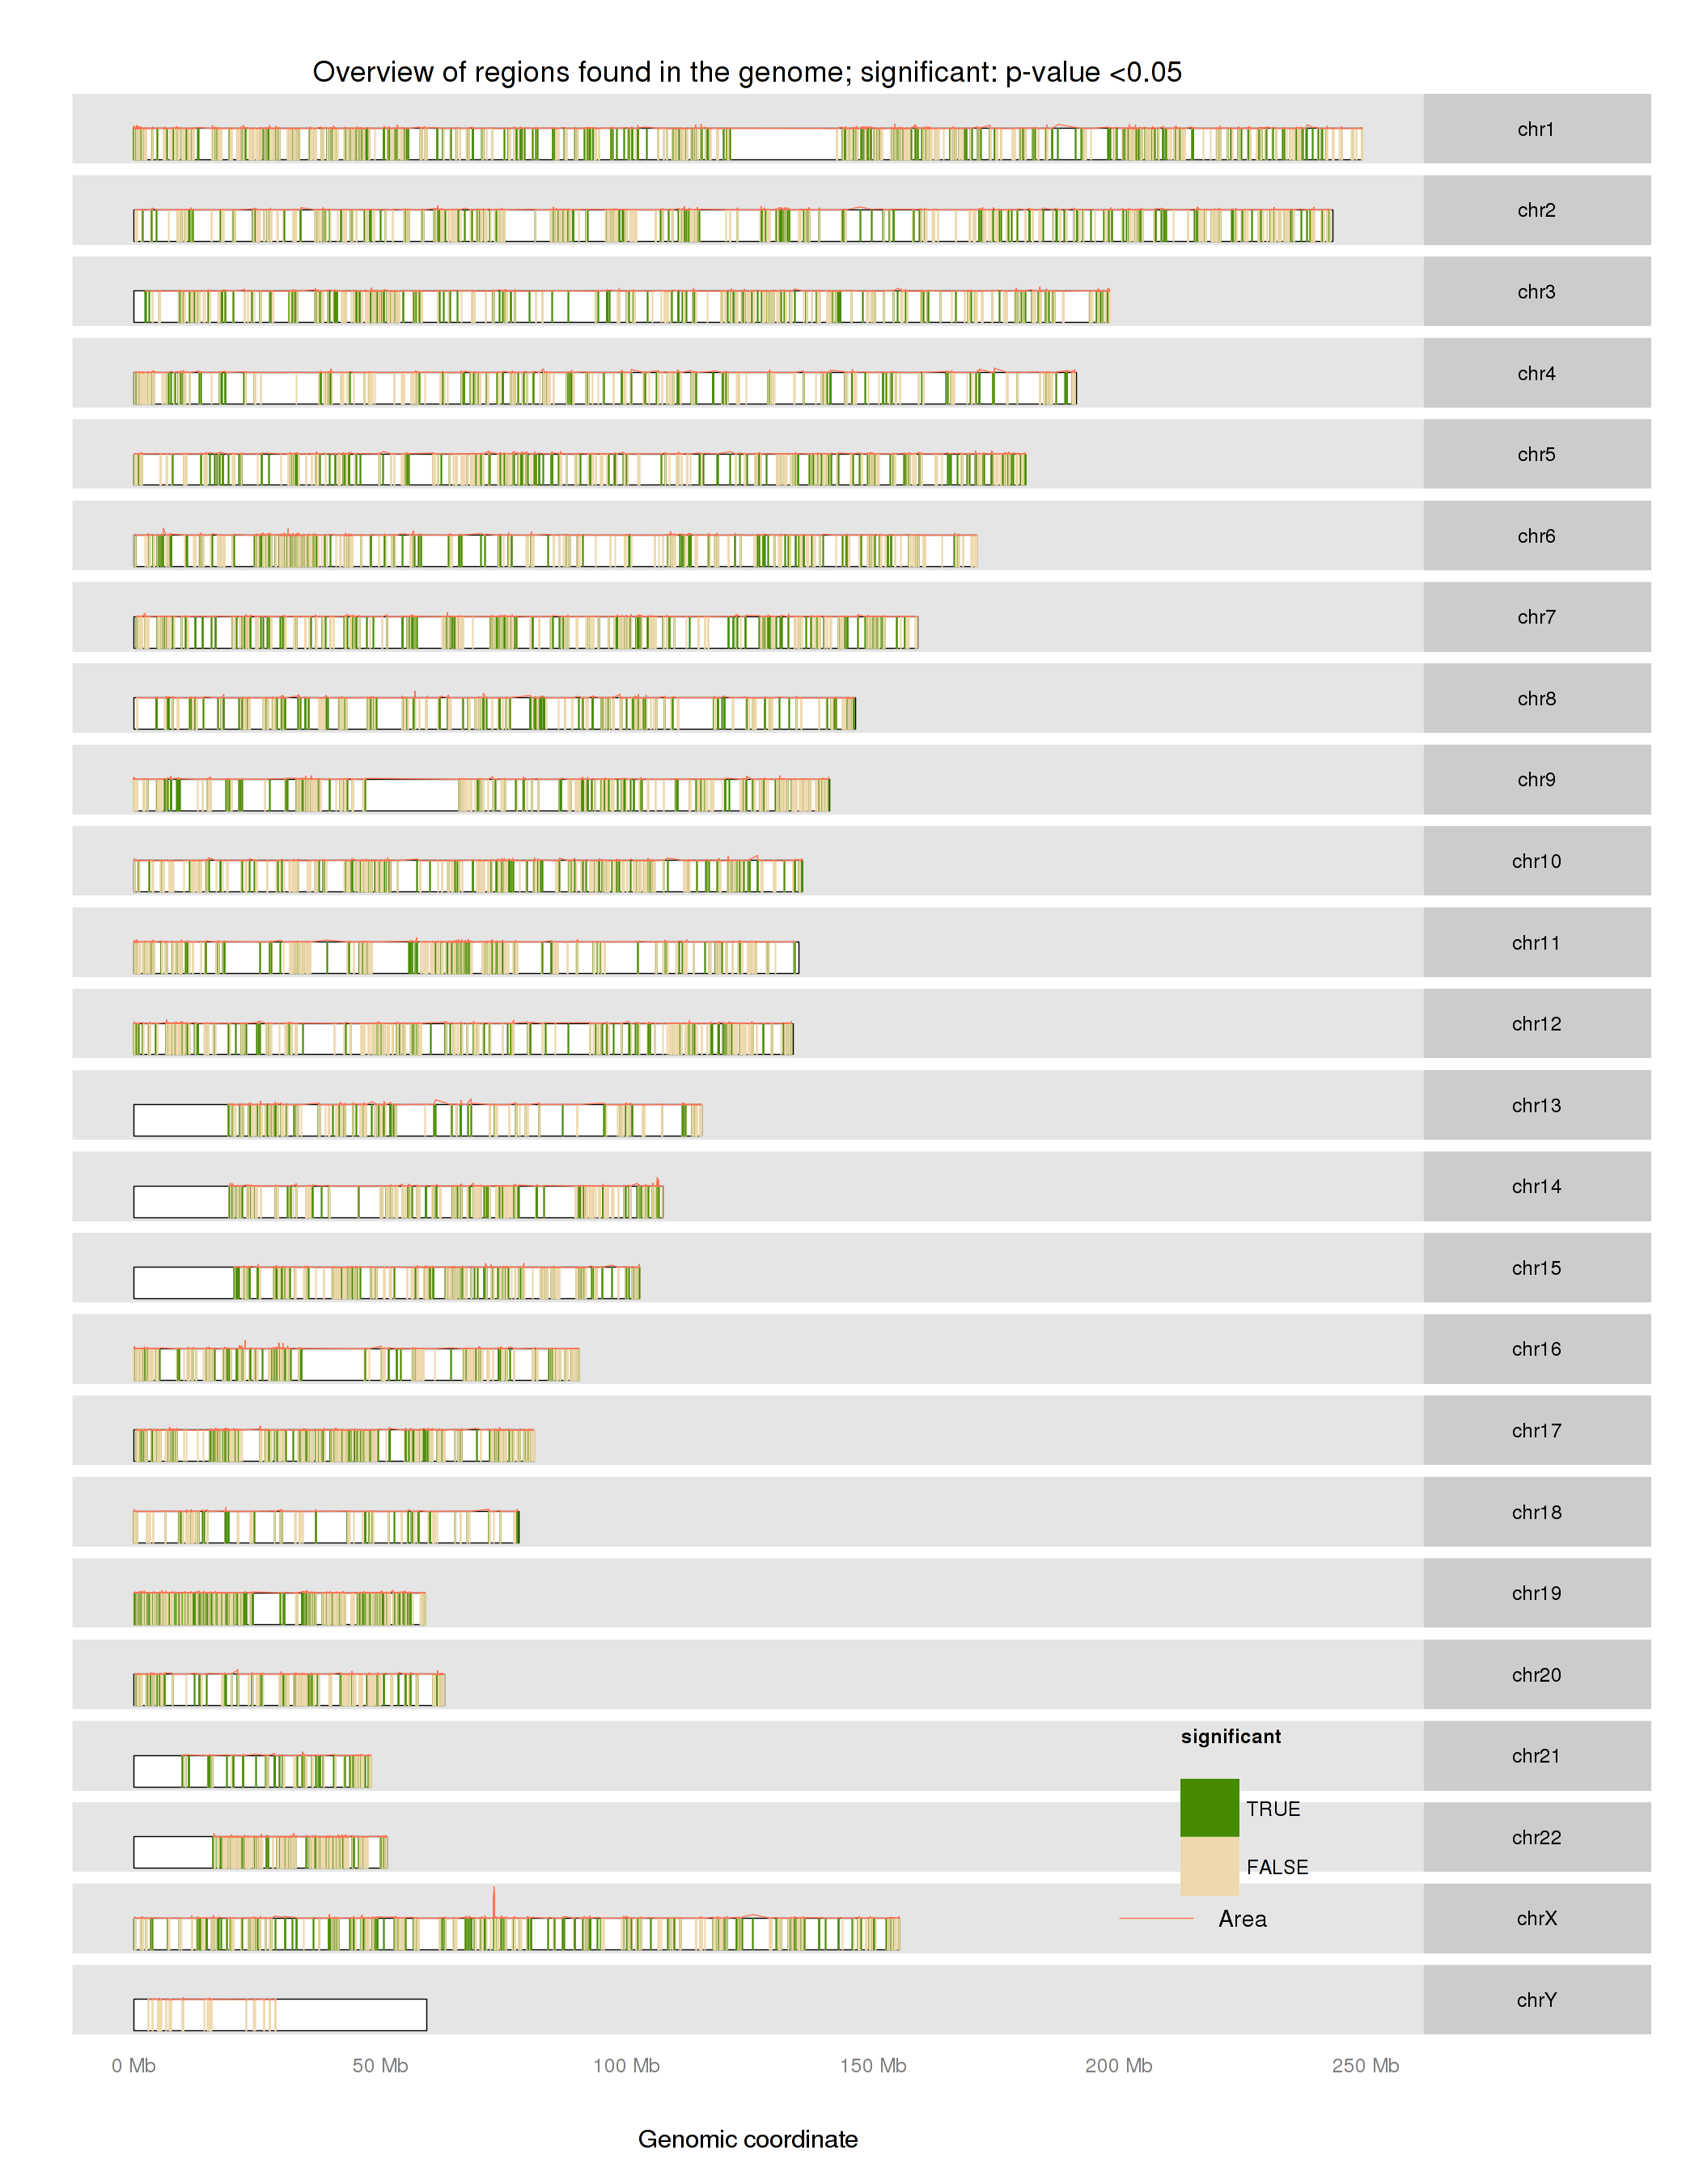 Overview of regions found in the genome; significant: p-value <0.05
chr1
chr2
chr3
chr4
chr5
chr6
chr7
chr8
chr9
chr10
chr11
chr12
chr13
chr14
chr15
chr16
chr17
chr18
chr19
chr20
chr21
chr22
chrX
chrY
significant
TRUE
FALSE
Area
0 Mb 50 Mb 100 Mb 150 Mb 200 Mb 250 Mb
Genomic coordinate